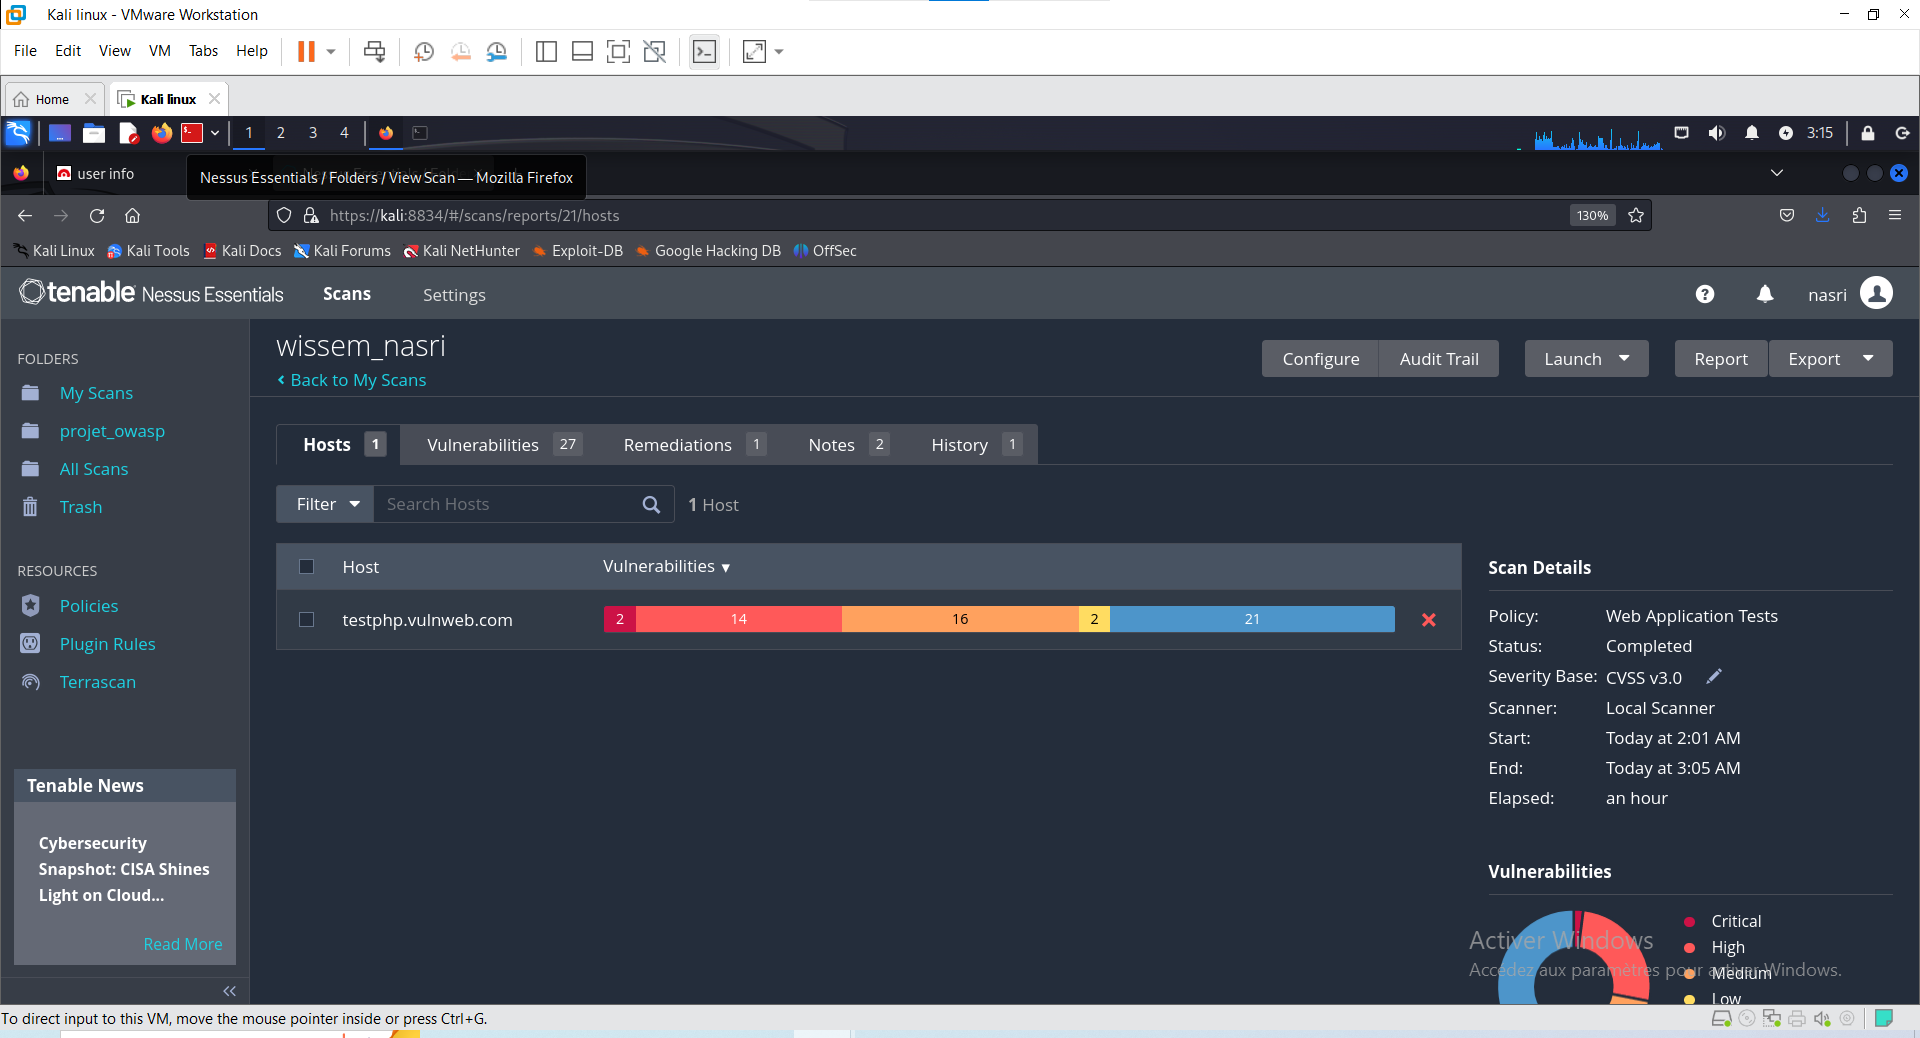 Kali linux - VMware Workstation
File Edit View VM Tabs Help
Home Kali linux
1 2 3 4 3:15
user info
Nessus Essentials / Folders / View Scan — Mozilla Firefox
https://kali:8834/#/scans/reports/21/hosts 130%
Kali Linux Kali Tools Kali Docs Kali Forums Kali NetHunter Exploit-DB Google Hacking DB OffSec
tenable Nessus Essentials Scans Settings nasri
wissem_nasri
Back to My Scans
Configure Audit Trail Launch Report Export
FOLDERS
My Scans
projet_owasp
All Scans
Trash
RESOURCES
Policies
Plugin Rules
Terrascan
Tenable News
Cybersecurity
Snapshot: CISA Shines
Light on Cloud...
Read More
Hosts 1 Vulnerabilities 27 Remediations 1 Notes 2 History 1
Filter Search Hosts 1 Host
Host Vulnerabilities
testphp.vulnweb.com 2 14 16 2 21
Scan Details
Policy: Web Application Tests
Status: Completed
Severity Base: CVSS v3.0
Scanner: Local Scanner
Start: Today at 2:01 AM
End: Today at 3:05 AM
Elapsed: an hour
Vulnerabilities
Critical
High
Medium
Low
Activer Windows
Accédez aux paramètres pour activer Windows.
To direct input to this VM, move the mouse pointer inside or press Ctrl+G.